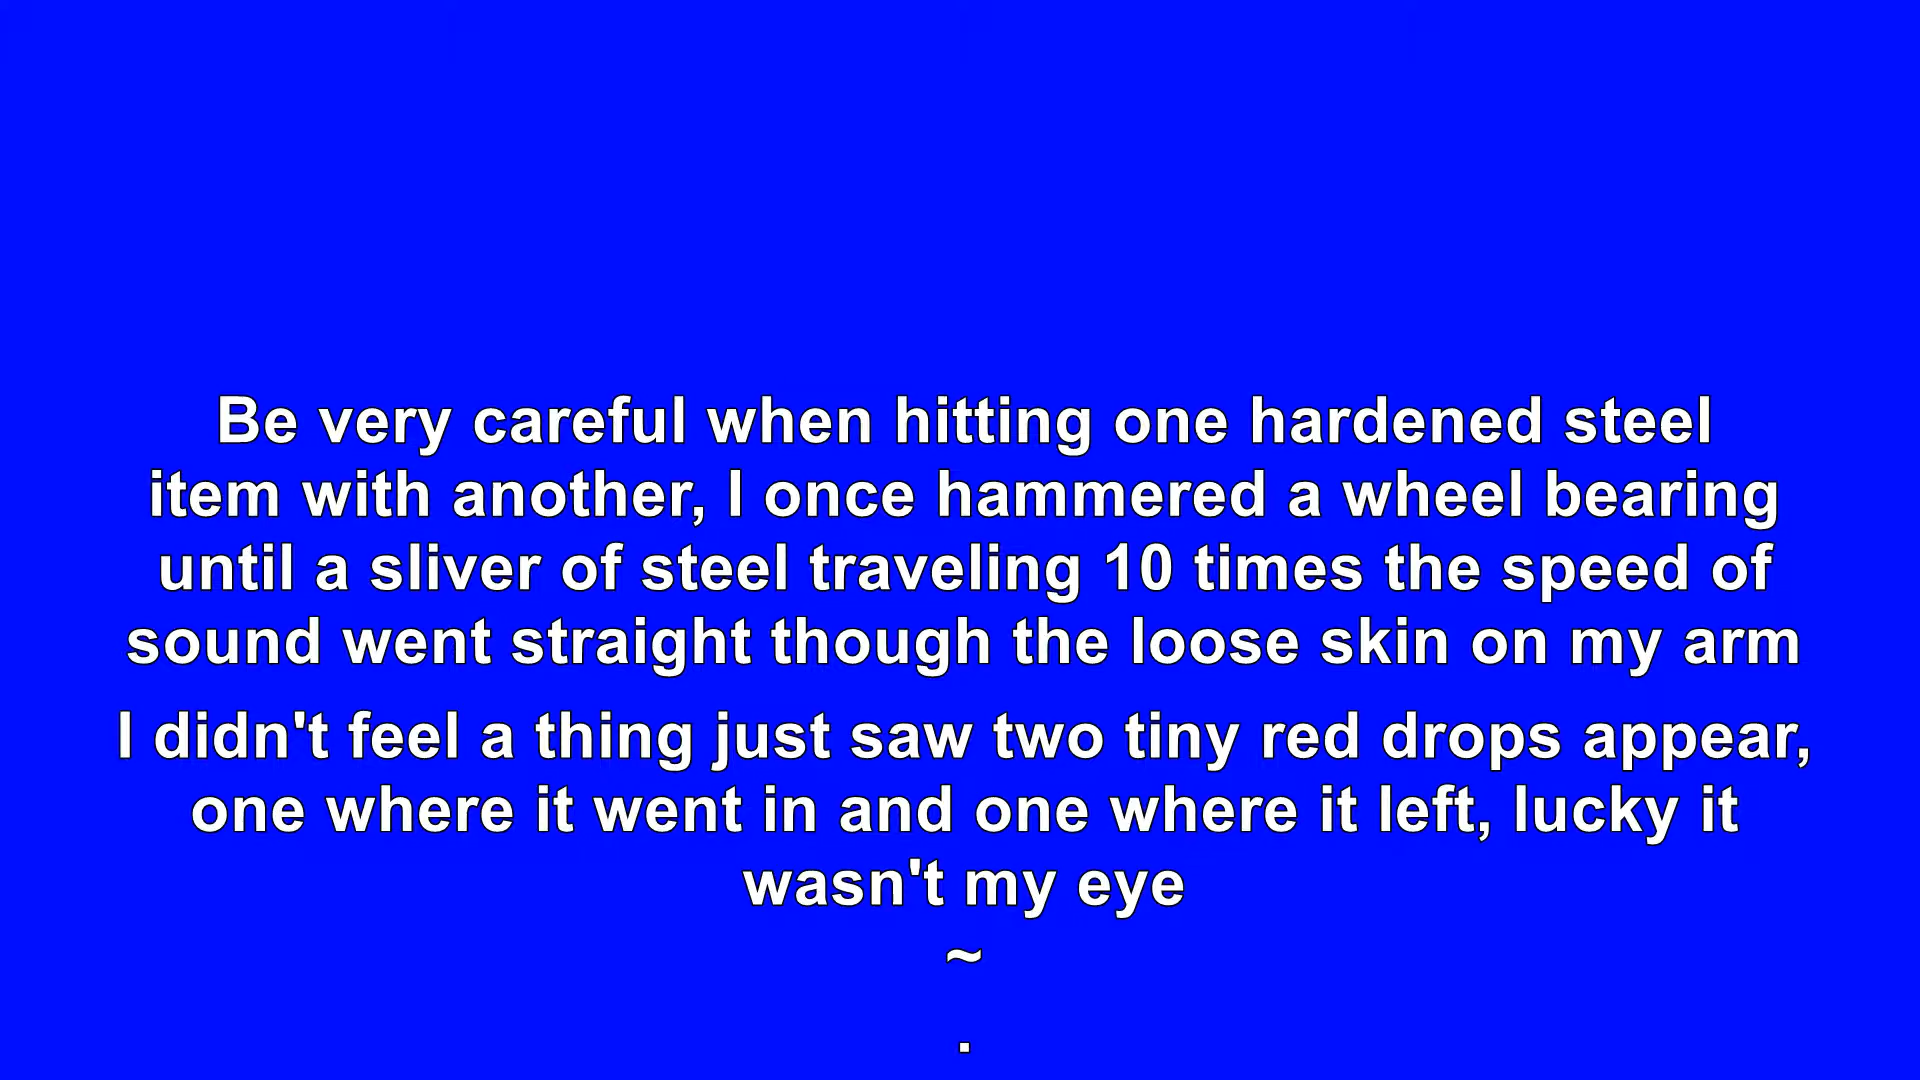 Be very careful when hitting one hardened steel
item with another, I once hammered a wheel bearing
until a sliver of steel traveling 10 times the speed of
sound went straight though the loose skin on my arm
I didn't feel a thing just saw two tiny red drops appear,
one where it went in and one where it left, lucky it
wasn't my eye
~
.